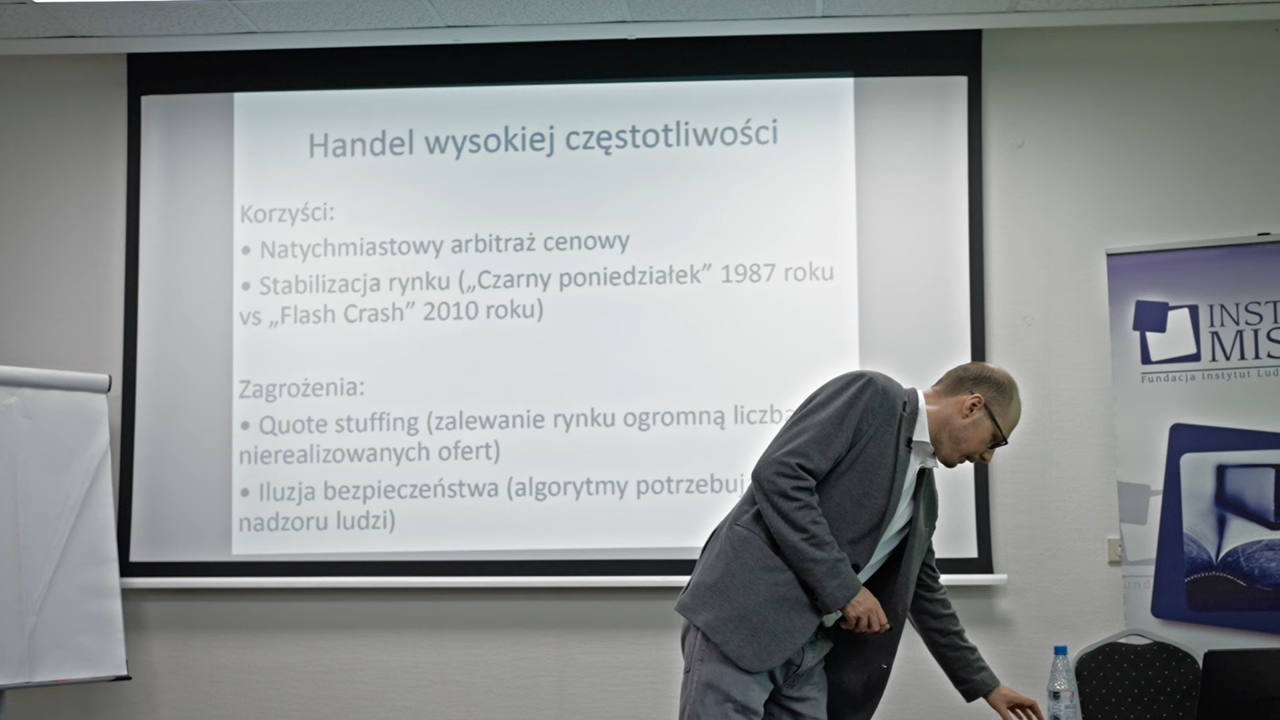 Handel wysokiej częstotliwości
Korzyści:
• Natychmiastowy arbitraż cenowy
• Stabilizacja rynku („Czarny poniedziałek” 1987 roku
vs „Flash Crash” 2010 roku)
Zagrożenia:
• Quote stuffing (zalewanie rynku ogromną
nierealizowanych ofert)
• Iluzja bezpieczeństwa (algorytmy
nadzoru ludzi)
INST
MIS
Fundacja Instytut Lud